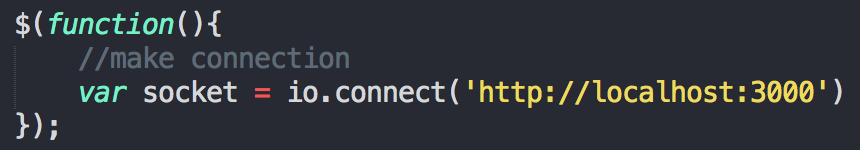 $(function(){
    //make connection
    var socket = io.connect('http://localhost:3000')
});